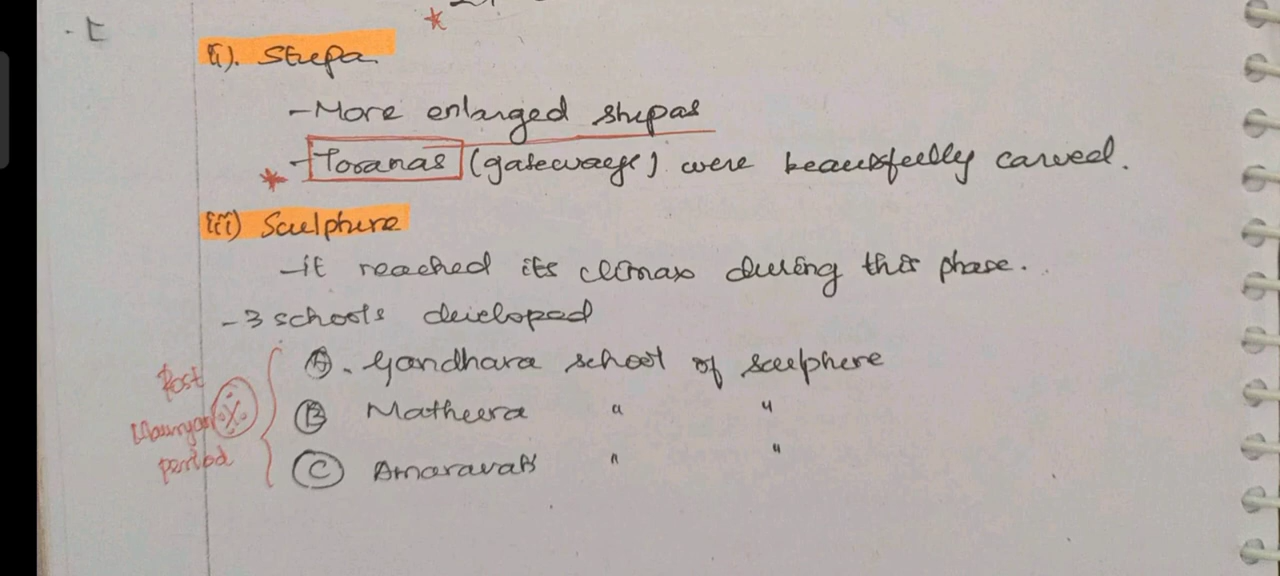 (ii). Stupa
- More enlarged stupas
* - Toranas (gateways) were beautifully carved.
(iii) Sculpture
- it reached its climax during this phase.
- 3 schools developed
Post Mauryan period
Ⓐ. Gandhara school of sculpture
Ⓑ Mathura " "
Ⓒ Amaravati " "